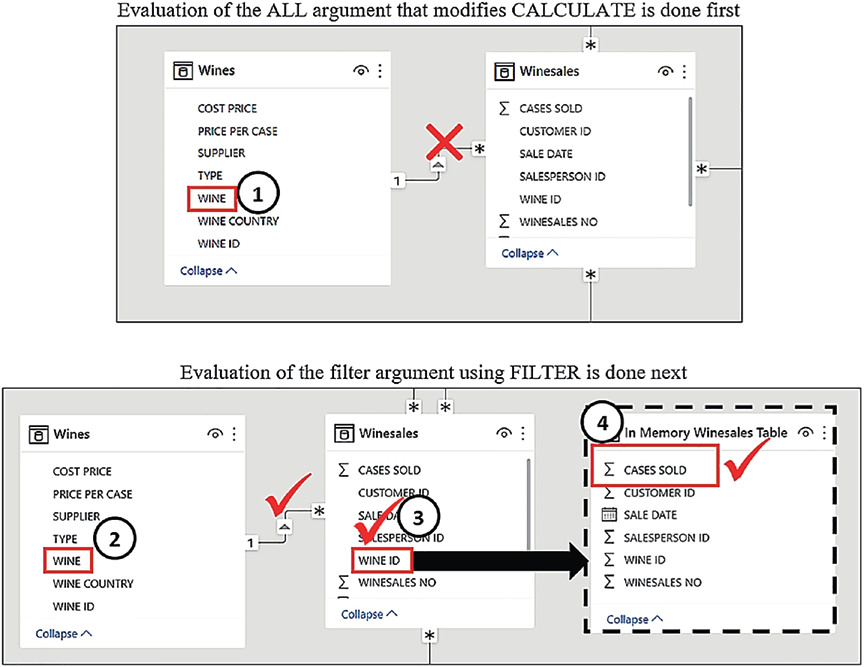 Evaluation of the ALL argument that modifies CALCULATE is done first
*
Wines
COST PRICE
PRICE PER CASE
SUPPLIER
TYPE
WINE
WINE COUNTRY
WINE ID
Collapse
1
1
*
Winesales
Σ CASES SOLD
CUSTOMER ID
SALE DATE
SALESPERSON ID
WINE ID
Σ WINESALES NO
Collapse
*
*
Evaluation of the filter argument using FILTER is done next
* *
Wines
COST PRICE
PRICE PER CASE
SUPPLIER
TYPE
WINE
WINE COUNTRY
WINE ID
Collapse
2
1
*
Winesales
Σ CASES SOLD
CUSTOMER ID
SALE DATE
SALESPERSON ID
WINE ID
Σ WINESALES NO
Collapse
3
*
4
In Memory Winesales Table
Σ CASES SOLD
Σ CUSTOMER ID
SALE DATE
Σ SALESPERSON ID
Σ WINE ID
Σ WINESALES NO
Collapse